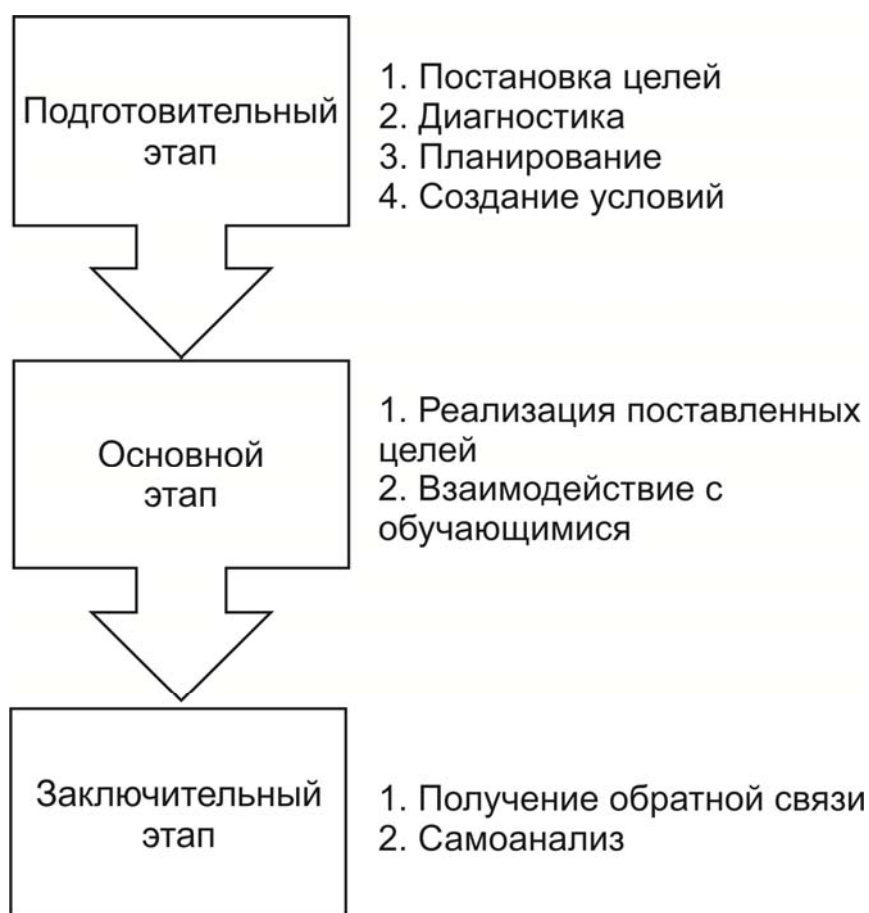 Подготовительный
этап
1. Постановка целей
2. Диагностика
3. Планирование
4. Создание условий
Основной
этап
1. Реализация поставленных
целей
2. Взаимодействие с
обучающимися
Заключительный
этап
1. Получение обратной связи
2. Самоанализ